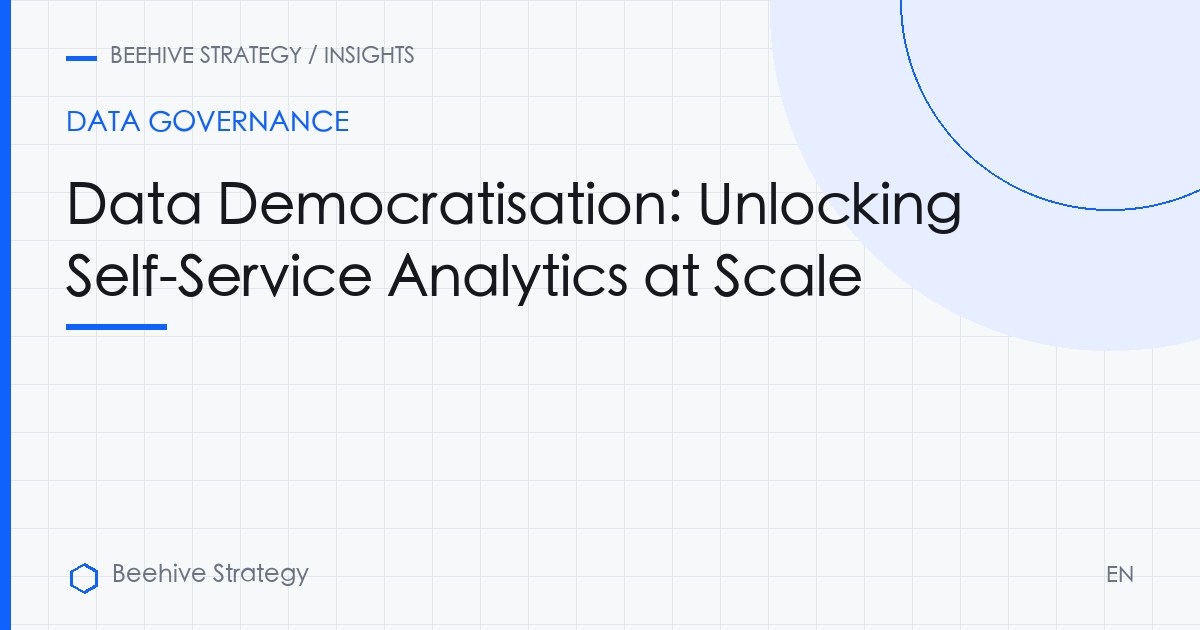 BEEHIVE STRATEGY / INSIGHTS
DATA GOVERNANCE
Data Democratisation: Unlocking
Self-Service Analytics at Scale
Beehive Strategy
EN